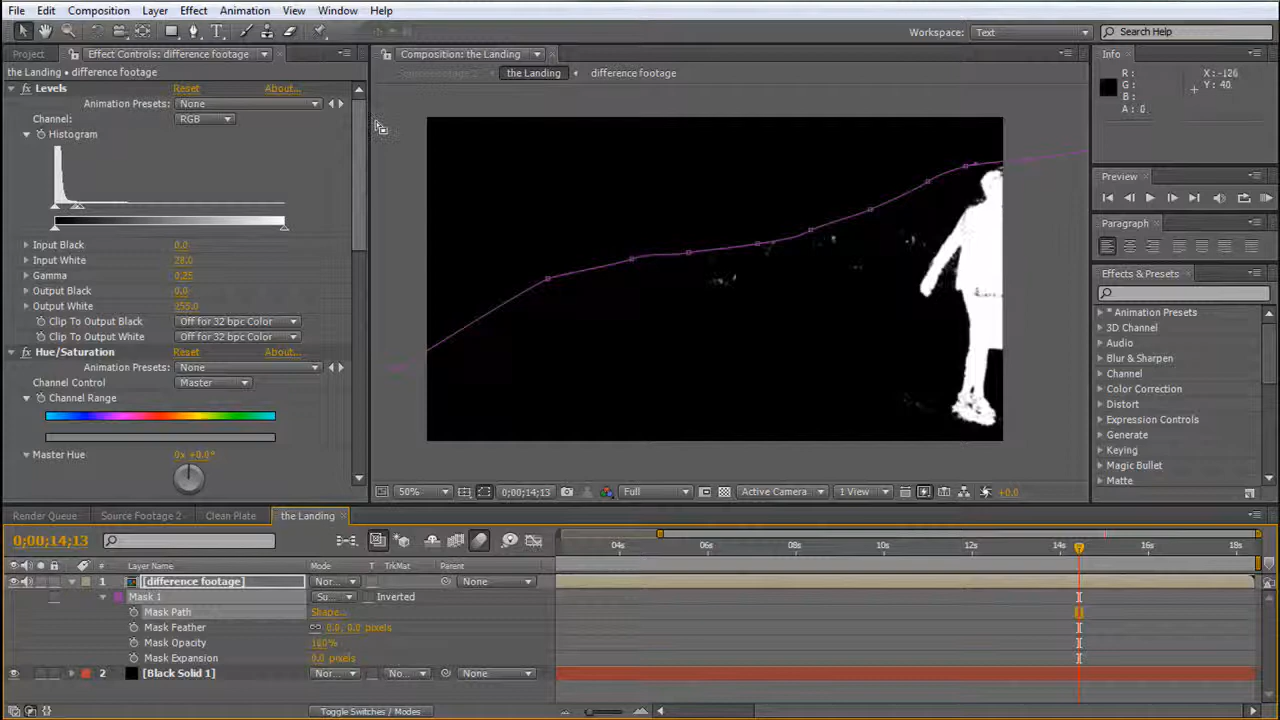 File Edit Composition Layer Effect Animation View Window Help
Workspace: Text Search Help
Project Effect Controls: difference footage
the Landing • difference footage
fx Levels Reset About...
Animation Presets: None
Channel: RGB
Histogram
Input Black 0.0
Input White 28.0
Gamma 0.25
Output Black 0.0
Output White 255.0
Clip To Output Black Off for 32 bpc Color
Clip To Output White Off for 32 bpc Color
fx Hue/Saturation Reset About...
Animation Presets: None
Channel Control: Master
Channel Range
Master Hue 0x +0.0°
Composition: the Landing
the Landing difference footage
50% 0;00;14;13 Full Active Camera 1 View +0.0
Info
R: X: -126
G: Y: 40
B:
A: 0
Preview
Paragraph
Effects & Presets
* Animation Presets
3D Channel
Audio
Blur & Sharpen
Channel
Color Correction
Distort
Expression Controls
Generate
Keying
Magic Bullet
Matte
Render Queue Source Footage 2 Clean Plate the Landing
0;00;14;13
04s 06s 08s 10s 12s 14s 16s 18s
# Layer Name Mode T TrkMat Parent
1 [difference footage] Nor... None
Mask 1 Su... Inverted
Mask Path Shape...
Mask Feather 0.0, 0.0 pixels
Mask Opacity 100%
Mask Expansion 0.0 pixels
2 [Black Solid 1] Nor... No... None
Toggle Switches / Modes